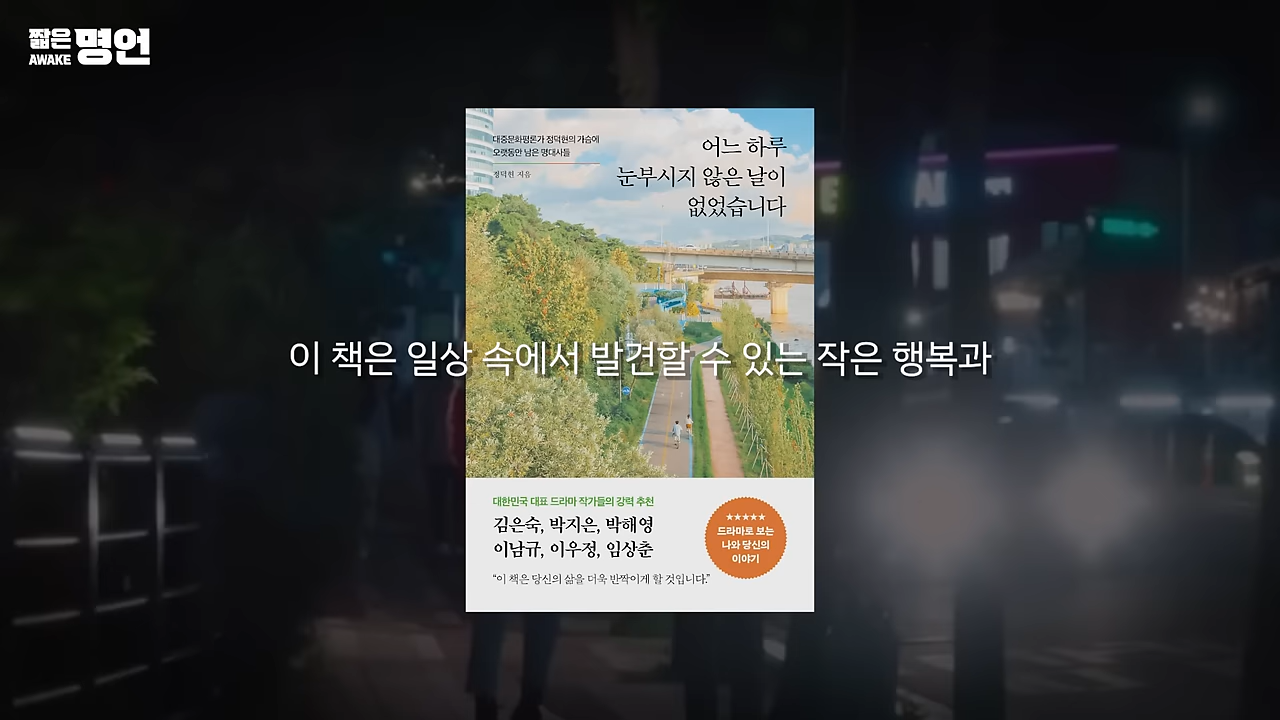 짧은
AWAKE
명언
대중문화평론가 정덕현의 가슴에
오랫동안 남은 명대사들
정덕현 지음
어느 하루
눈부시지 않은 날이
없었습니다
이 책은 일상 속에서 발견할 수 있는 작은 행복과
대한민국 대표 드라마 작가들의 강력 추천
김은숙, 박지은, 박해영
이남규, 이우정, 임상춘
“이 책은 당신의 삶을 더욱 반짝이게 할 것입니다.”
★★★★★
드라마로 보는
나와 당신의
이야기